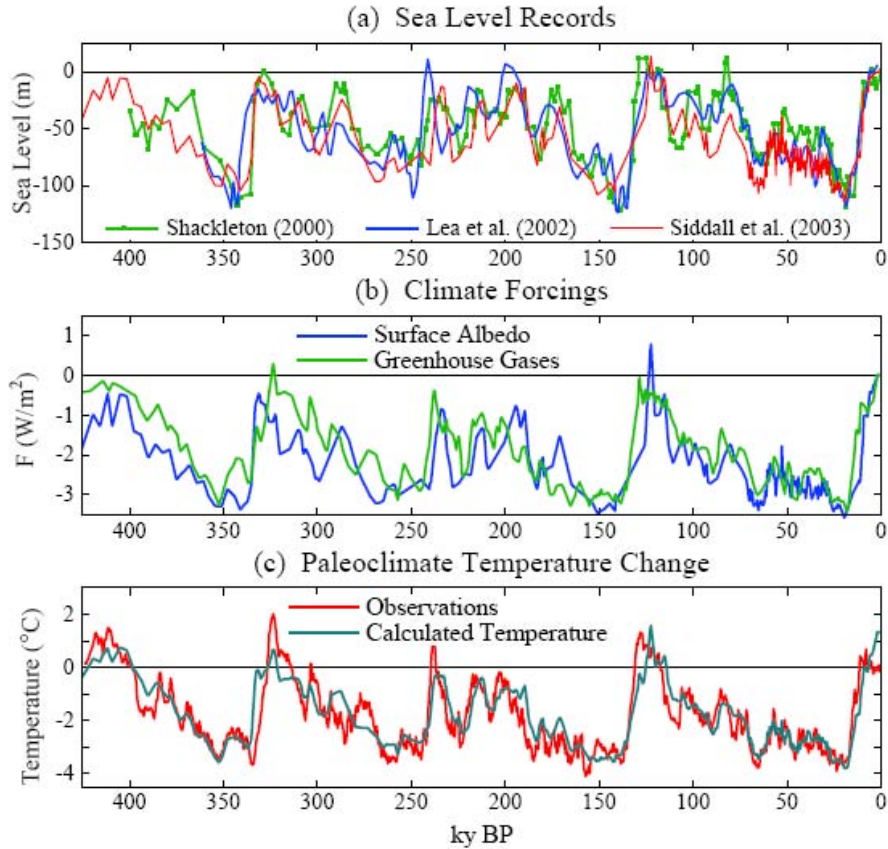 (a) Sea Level Records
0
-50
-100
-150
Sea Level (m)
Shackleton (2000) Lea et al. (2002) Siddall et al. (2003)
400 350 300 250 200 150 100 50 0
(b) Climate Forcings
1
0
-1
-2
-3
F (W/m²)
Surface Albedo
Greenhouse Gases
400 350 300 250 200 150 100 50 0
(c) Paleoclimate Temperature Change
2
0
-2
-4
Temperature (°C)
Observations
Calculated Temperature
400 350 300 250 200 150 100 50 0
ky BP